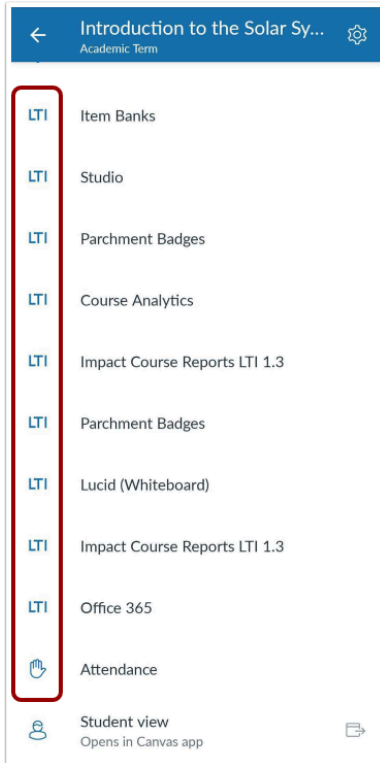 Introduction to the Solar Sy...
Academic Term
LTI Item Banks
LTI Studio
LTI Parchment Badges
LTI Course Analytics
LTI Impact Course Reports LTI 1.3
LTI Parchment Badges
LTI Lucid (Whiteboard)
LTI Impact Course Reports LTI 1.3
LTI Office 365
Attendance
Student view
Opens in Canvas app